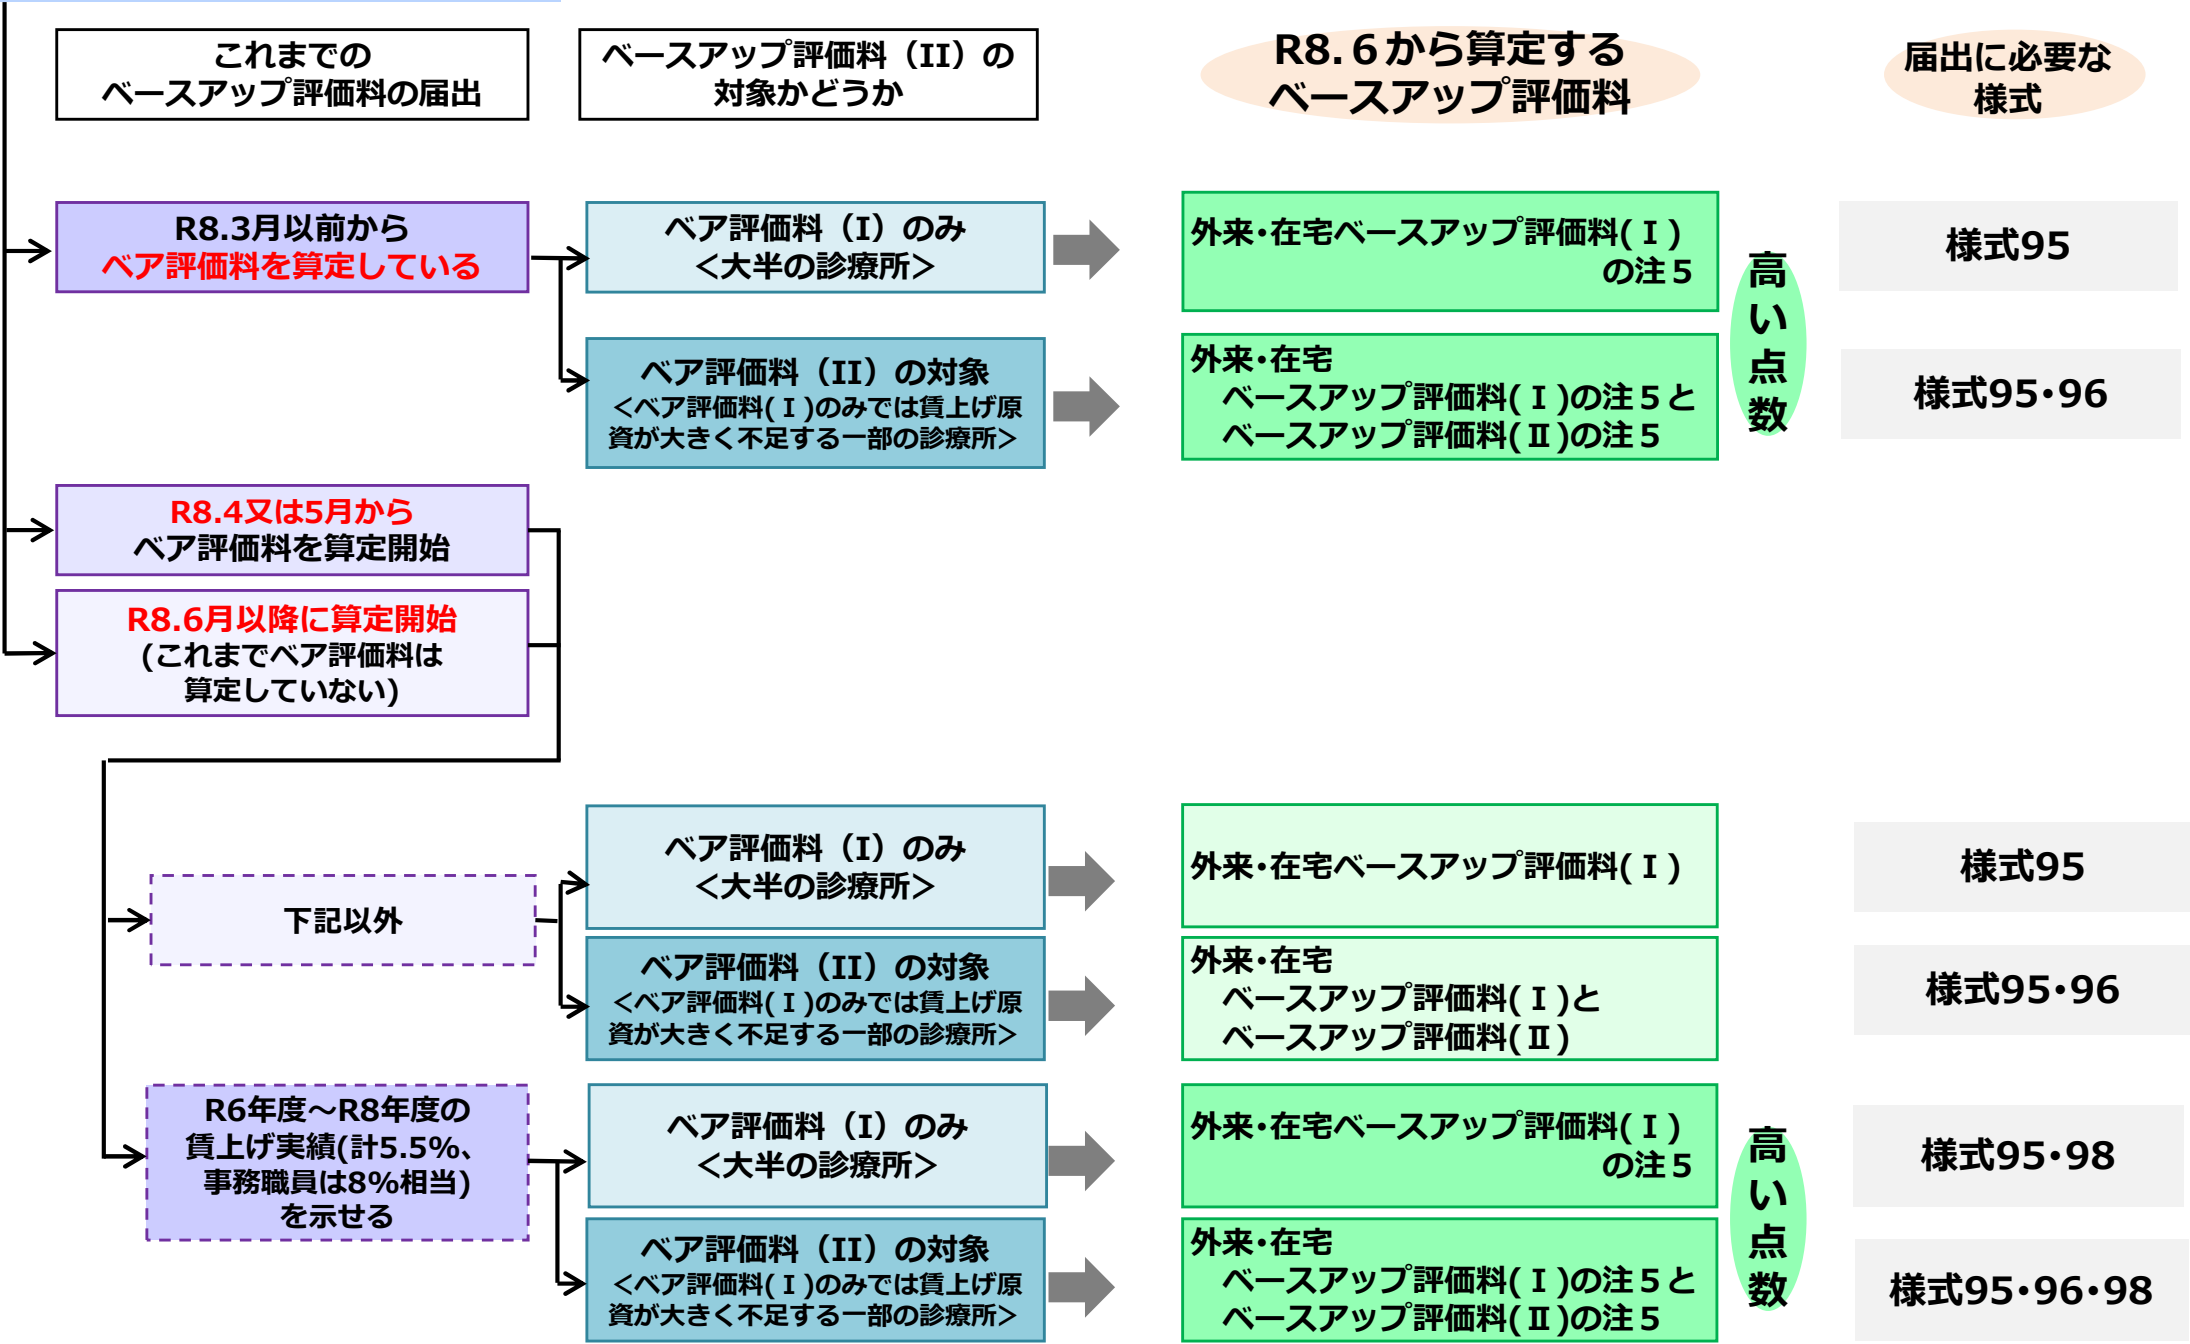 これまでの
ベースアップ評価料の届出
ベースアップ評価料（II）の
対象かどうか
R8.６から算定する
ベースアップ評価料
届出に必要な
様式
R8.3月以前から
ベア評価料を算定している
ベア評価料（I）のみ
＜大半の診療所＞
外来･在宅ベースアップ評価料(Ⅰ)
の注５
様式95
ベア評価料（II）の対象
＜ベア評価料(Ⅰ)のみでは賃上げ原
資が大きく不足する一部の診療所＞
外来･在宅
ベースアップ評価料(Ⅰ)の注５と
ベースアップ評価料(Ⅱ)の注５
高い点数
様式95･96
R8.4又は5月から
ベア評価料を算定開始
R8.6月以降に算定開始
(これまでベア評価料は
算定していない)
下記以外
ベア評価料（I）のみ
＜大半の診療所＞
外来･在宅ベースアップ評価料(Ⅰ)
様式95
ベア評価料（II）の対象
＜ベア評価料(Ⅰ)のみでは賃上げ原
資が大きく不足する一部の診療所＞
外来･在宅
ベースアップ評価料(Ⅰ)と
ベースアップ評価料(Ⅱ)
様式95･96
R6年度～R8年度の
賃上げ実績(計5.5%、
事務職員は8%相当)
を示せる
ベア評価料（I）のみ
＜大半の診療所＞
外来･在宅ベースアップ評価料(Ⅰ)
の注５
様式95･98
ベア評価料（II）の対象
＜ベア評価料(Ⅰ)のみでは賃上げ原
資が大きく不足する一部の診療所＞
外来･在宅
ベースアップ評価料(Ⅰ)の注５と
ベースアップ評価料(Ⅱ)の注５
高い点数
様式95･96･98